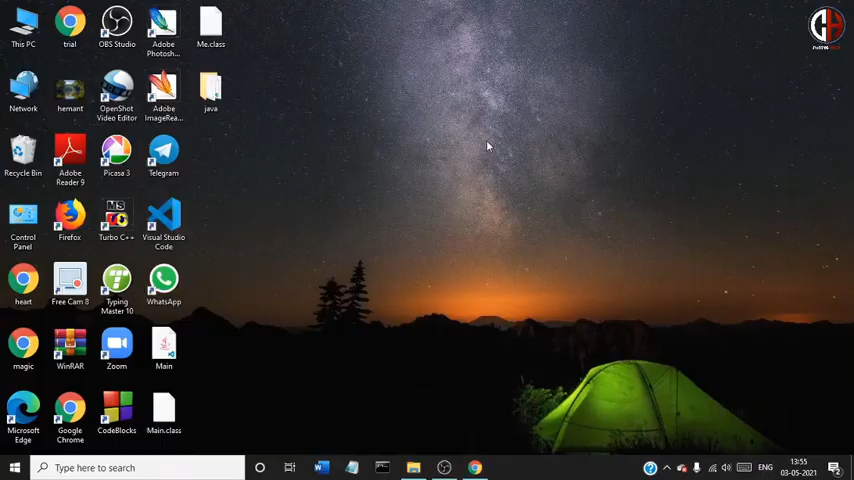 This PC
trial
OBS Studio
Adobe
Photosh...
Me.class
Network
hemant
OpenShot
Video Editor
Adobe
ImageRea...
java
Recycle Bin
Adobe
Reader 9
Picasa 3
Telegram
Control
Panel
Firefox
MS
Turbo C++
Visual Studio
Code
heart
Free Cam 8
Typing
Master 10
WhatsApp
magic
WinRAR
Zoom
Main
Microsoft
Edge
Google
Chrome
CodeBlocks
Main.class
Type here to search
ENG
13:55
03-05-2021
2